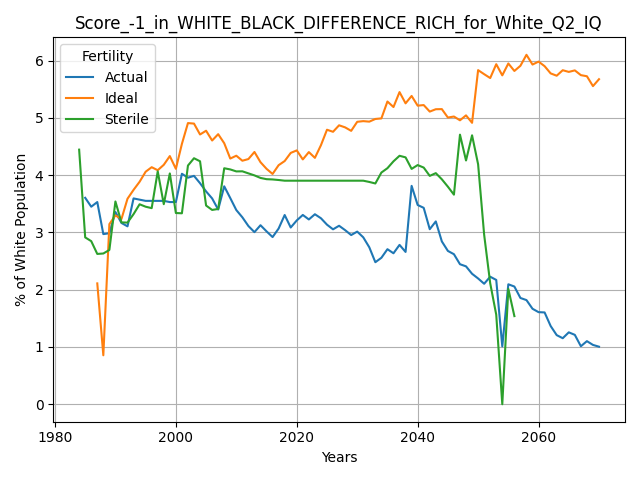 Score_-1_in_WHITE_BLACK_DIFFERENCE_RICH_for_White_Q2_IQ
Fertility
Actual
Ideal
Sterile
% of White Population
6
5
4
3
2
1
0
1980 2000 2020 2040 2060
Years